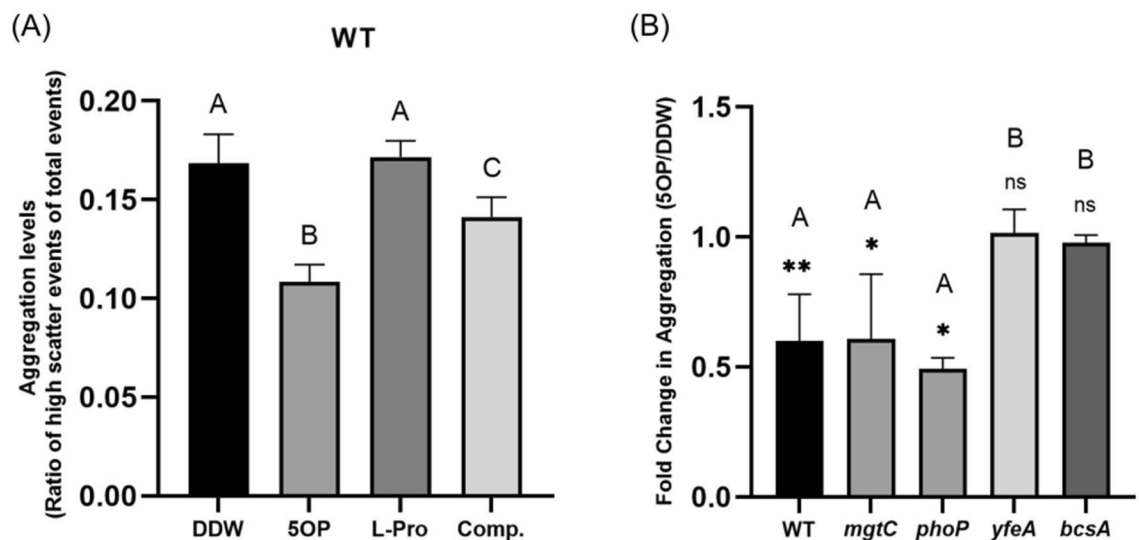 (A)
WT
Aggregation levels
(Ratio of high scatter events of total events)
0.20
0.15
0.10
0.05
0.00
A
B
A
C
DDW 5OP L-Pro Comp.
(B)
Fold Change in Aggregation (5OP/DDW)
1.5
1.0
0.5
0.0
A
**
A
*
A
*
B
ns
B
ns
WT mgtC phoP yfeA bcsA